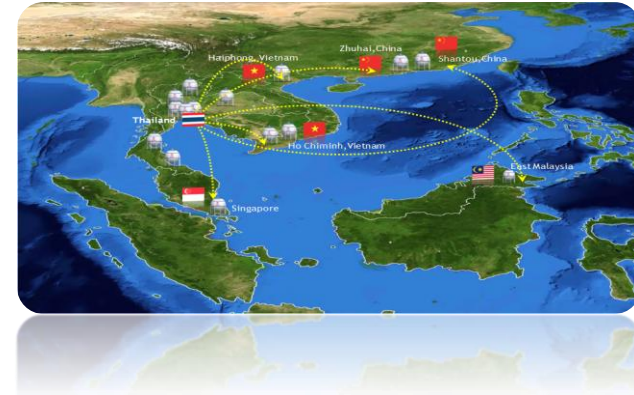 Zhuhai,China
Haiphong, Vietnam
Shantou,China
Thailand
Ho Chiminh,Vietnam
East Malaysia
Singapore